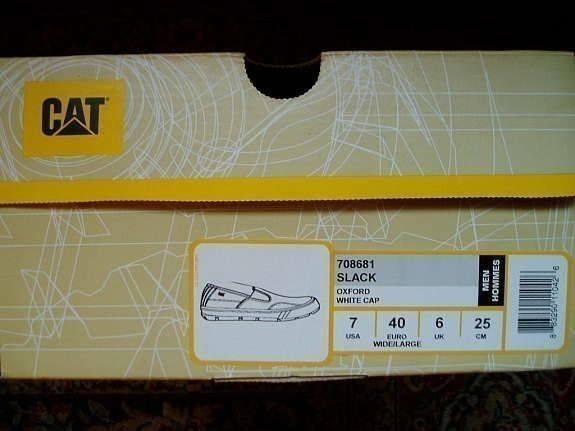 CAT
708681
SLACK
OXFORD
WHITE CAP
MEN
HOMMES
7 40 6 25
USA EURO UK CM
WIDE/LARGE